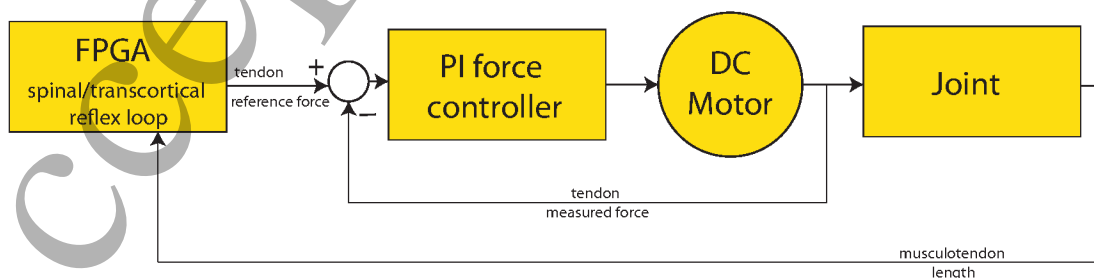 FPGA
spinal/transcortical
reflex loop
tendon
reference force
+
−
PI force
controller
DC
Motor
Joint
tendon
measured force
musculotendon
length